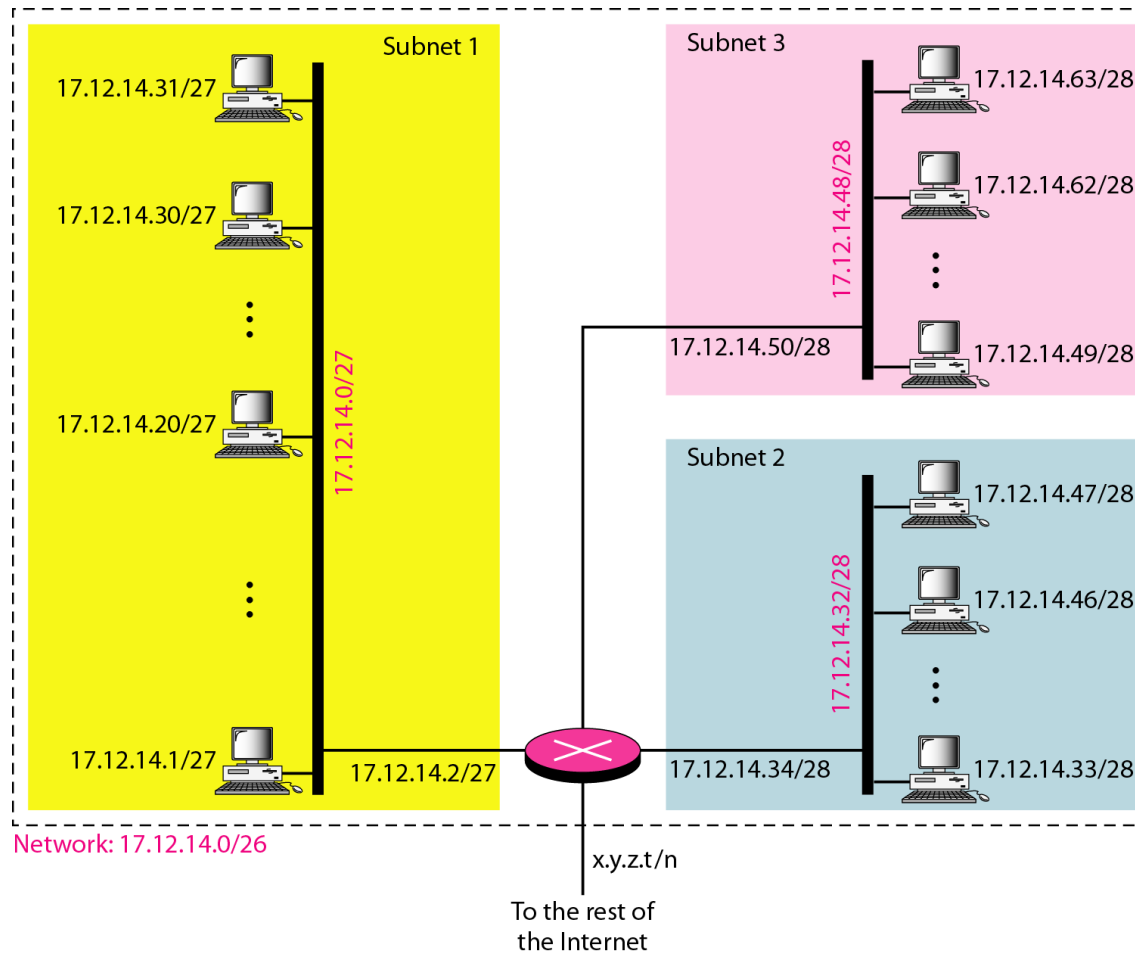 Subnet 1
17.12.14.31/27
17.12.14.30/27
17.12.14.20/27
17.12.14.1/27
17.12.14.0/27
17.12.14.2/27
Subnet 3
17.12.14.63/28
17.12.14.62/28
17.12.14.49/28
17.12.14.48/28
17.12.14.50/28
Subnet 2
17.12.14.47/28
17.12.14.46/28
17.12.14.33/28
17.12.14.32/28
17.12.14.34/28
Network: 17.12.14.0/26
x.y.z.t/n
To the rest of
the Internet